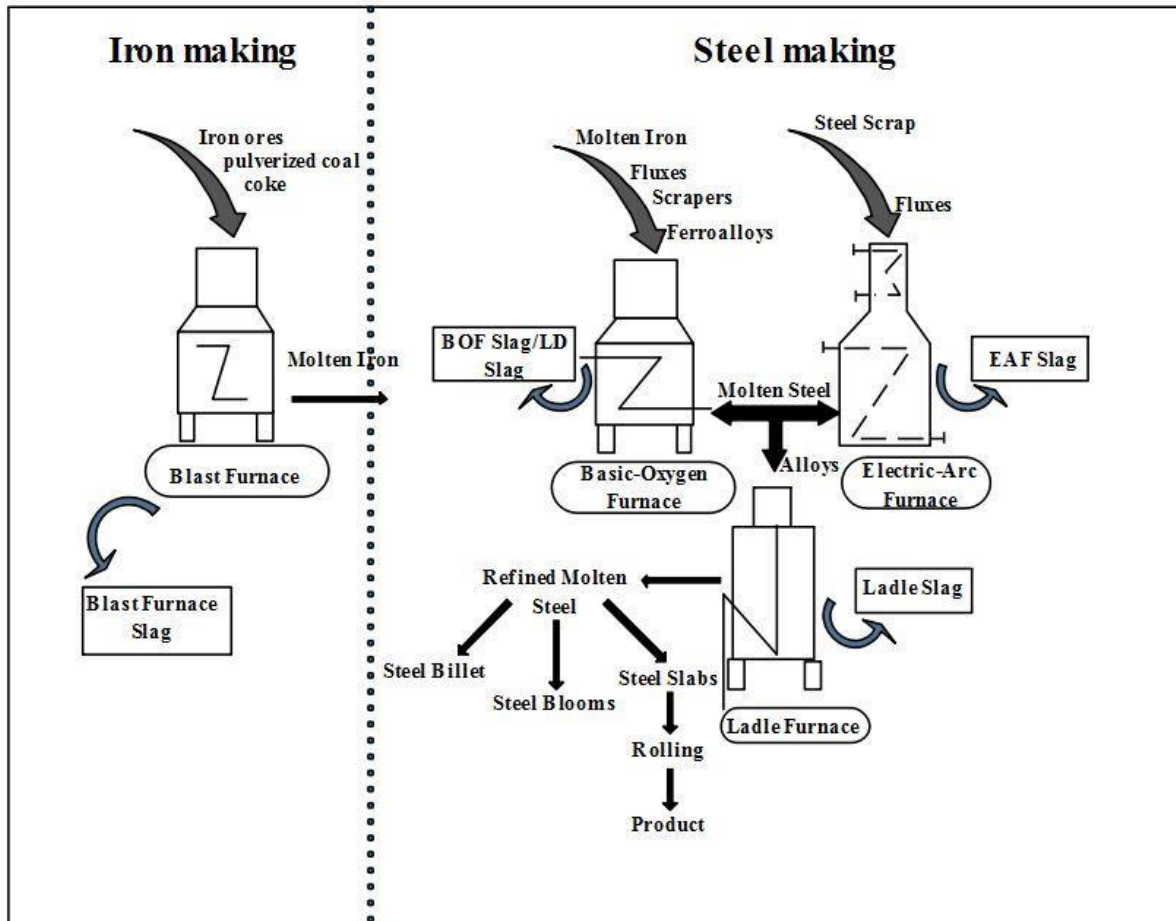 Iron making
Steel making
Iron ores
pulverized coal
coke
Molten Iron
Blast Furnace
Blast Furnace
Slag
Molten Iron
Fluxes
Scrapers
Ferroalloys
Steel Scrap
Fluxes
BOF Slag/LD
Slag
Molten Steel
EAF Slag
Basic-Oxygen
Furnace
Alloys
Electric-Arc
Furnace
Refined Molten
Steel
Ladle Slag
Steel Billet
Steel Blooms
Steel Slabs
Ladle Furnace
Rolling
Product